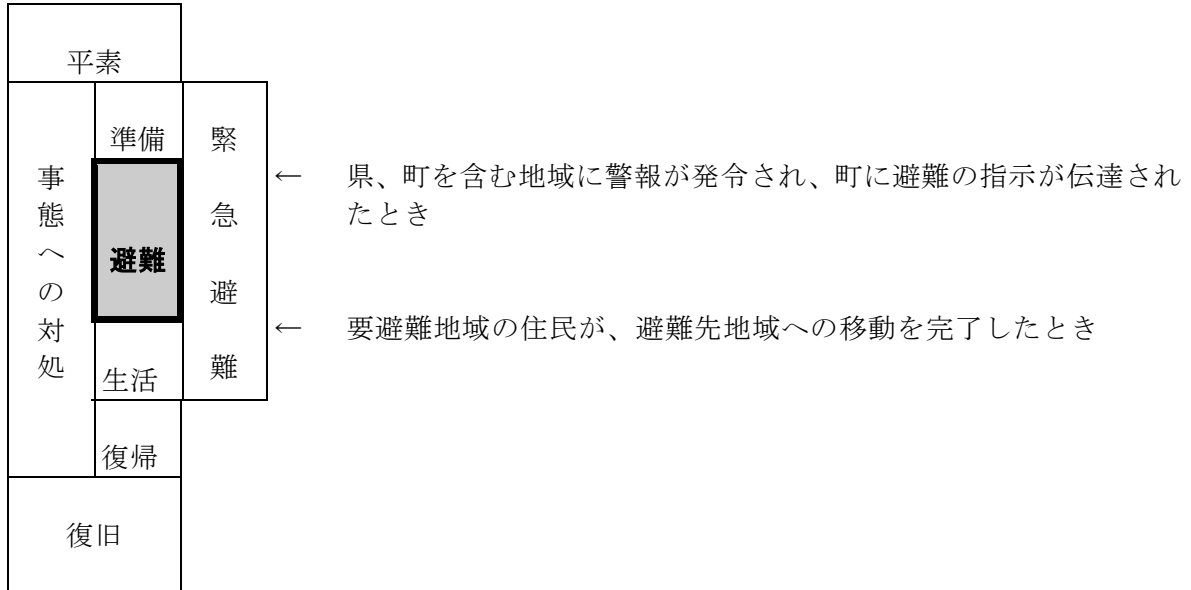 平素
事態への対処
準備
避難
生活
復帰
緊急避難
← 県、町を含む地域に警報が発令され、町に避難の指示が伝達され
たとき
← 要避難地域の住民が、避難先地域への移動を完了したとき
復旧